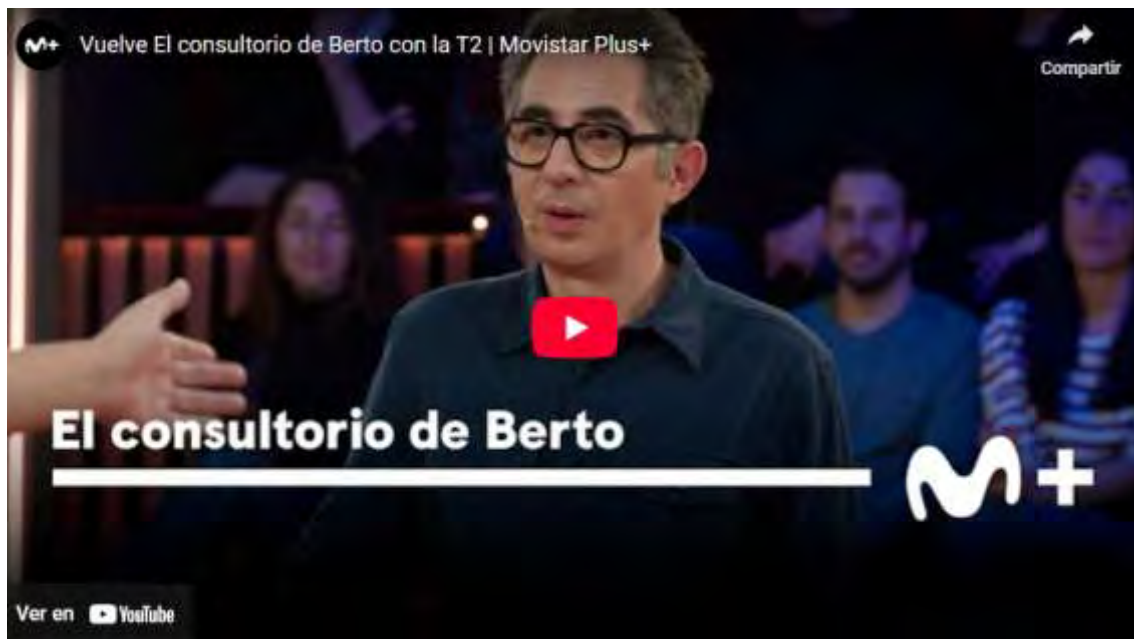 M+ Vuelve El consultorio de Berto con la T2 | Movistar Plus+
Compartir
El consultorio de Berto
M+
Ver en YouTube